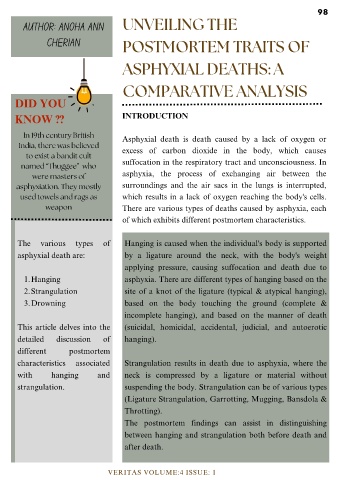 98
AUTHOR: ANOHA ANN
CHERIAN
UNVEILING THE
POSTMORTEM TRAITS OF
ASPHYXIAL DEATHS: A
COMPARATIVE ANALYSIS
DID YOU
KNOW ??
In 19th century British
India, there was believed
to exist a bandit cult
named "Thuggee" who
were masters of
asphyxiation. They mostly
used towels and rags as
weapon
INTRODUCTION
Asphyxial death is death caused by a lack of oxygen or
excess of carbon dioxide in the body, which causes
suffocation in the respiratory tract and unconsciousness. In
asphyxia, the process of exchanging air between the
surroundings and the air sacs in the lungs is interrupted,
which results in a lack of oxygen reaching the body's cells.
There are various types of deaths caused by asphyxia, each
of which exhibits different postmortem characteristics.
The various types of
asphyxial death are:
1. Hanging
2. Strangulation
3. Drowning
This article delves into the
detailed discussion of
different postmortem
characteristics associated
with hanging and
strangulation.
Hanging is caused when the individual's body is supported
by a ligature around the neck, with the body's weight
applying pressure, causing suffocation and death due to
asphyxia. There are different types of hanging based on the
site of a knot of the ligature (typical & atypical hanging),
based on the body touching the ground (complete &
incomplete hanging), and based on the manner of death
(suicidal, homicidal, accidental, judicial, and autoerotic
hanging).
Strangulation results in death due to asphyxia, where the
neck is compressed by a ligature or material without
suspending the body. Strangulation can be of various types
(Ligature Strangulation, Garrotting, Mugging, Bansdola &
Throtting).
The postmortem findings can assist in distinguishing
between hanging and strangulation both before death and
after death.
VERITAS VOLUME:4 ISSUE: 1